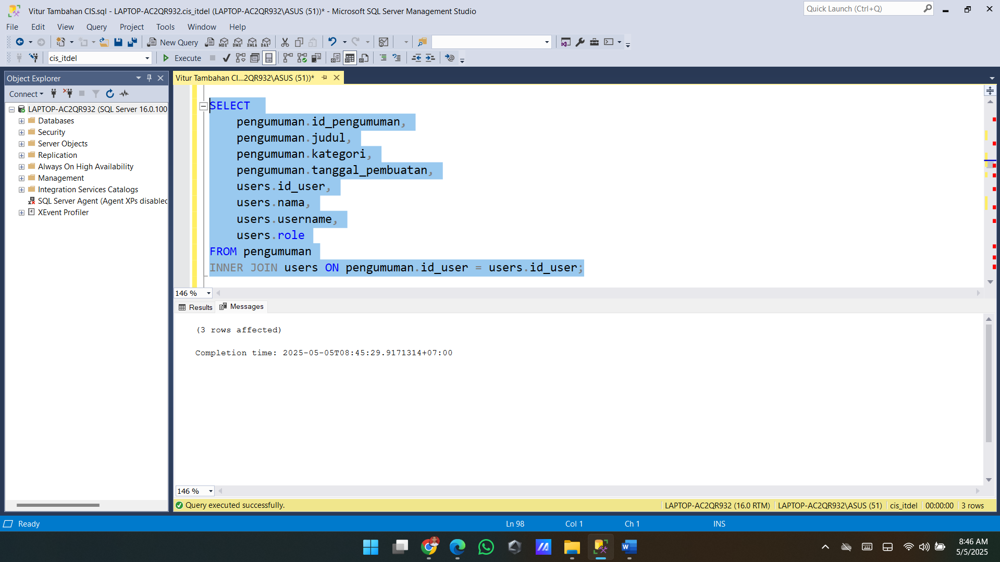 Vitur Tambahan CIS.sql - LAPTOP-AC2QR932.cis_itdel (LAPTOP-AC2QR932\ASUS (51))* - Microsoft SQL Server Management Studio
Quick Launch (Ctrl+Q)
File Edit View Query Project Tools Window Help
New Query MDX DMX XMLA DAX
cis_itdel Execute
Object Explorer
Vitur Tambahan CI...2QR932\ASUS (51))*
Connect
LAPTOP-AC2QR932 (SQL Server 16.0.100
Databases
Security
Server Objects
Replication
Always On High Availability
Management
Integration Services Catalogs
SQL Server Agent (Agent XPs disabled
XEvent Profiler
SELECT
pengumuman.id_pengumuman,
pengumuman.judul,
pengumuman.kategori,
pengumuman.tanggal_pembuatan,
users.id_user,
users.nama,
users.username,
users.role
FROM pengumuman
INNER JOIN users ON pengumuman.id_user = users.id_user;
146 %
Results Messages
(3 rows affected)
Completion time: 2025-05-05T08:45:29.9171314+07:00
146 %
Query executed successfully. LAPTOP-AC2QR932 (16.0 RTM) LAPTOP-AC2QR932\ASUS (51) cis_itdel 00:00:00 3 rows
Ready Ln 98 Col 1 Ch 1 INS
8:46 AM
5/5/2025